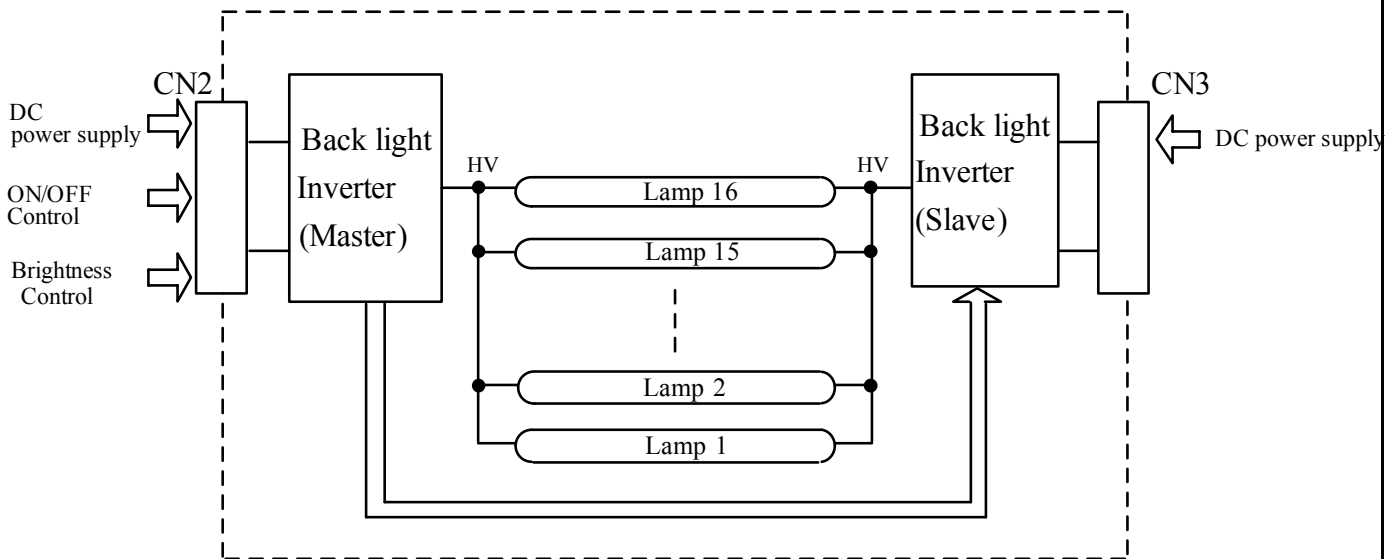 CN2
DC
power supply
ON/OFF
Control
Brightness
Control
Back light
Inverter
(Master)
HV
Lamp 16
Lamp 15
Lamp 2
Lamp 1
HV
Back light
Inverter
(Slave)
CN3
DC power supply